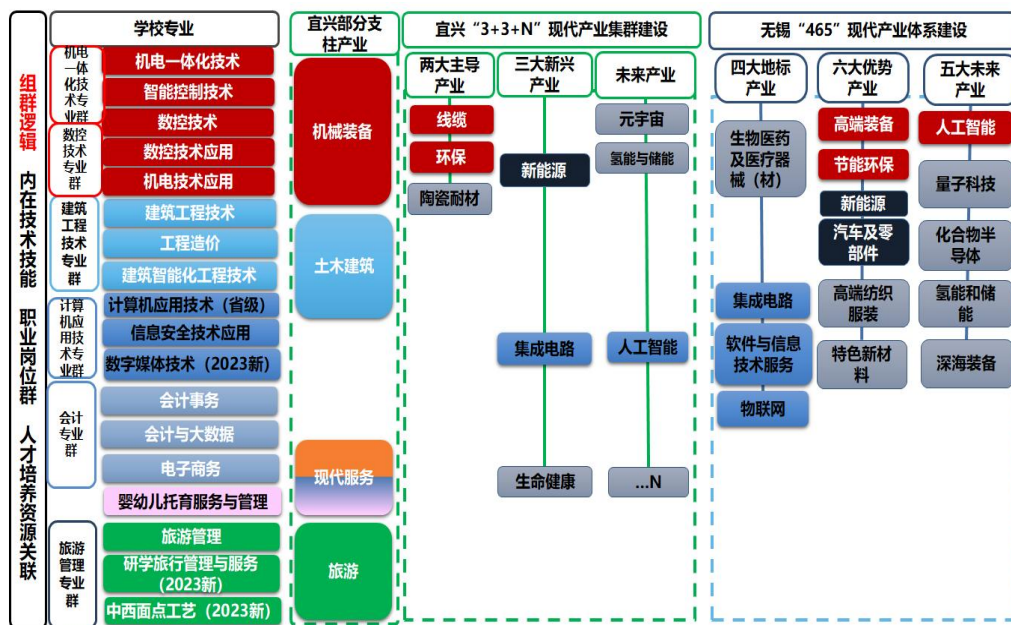 组群逻辑 内在技术技能 职业岗位群 人才培养资源关联
学校专业
机电
一体
化技
术专
业群
数控
技术
专业
群
建筑
工程
技术
专业
群
计算
机应
用技
术专
业群
会计
专业
群
旅游
管理
专业
群
机电一体化技术
智能控制技术
数控技术
数控技术应用
机电技术应用
建筑工程技术
工程造价
建筑智能化工程技术
计算机应用技术（省级）
信息安全技术应用
数字媒体技术（2023新）
会计事务
会计与大数据
电子商务
婴幼儿托育服务与管理
旅游管理
研学旅行管理与服务
（2023新）
中西面点工艺（2023新）
宜兴部分支
柱产业
机械装备
土木建筑
现代服务
旅游
宜兴“3+3+N”现代产业集群建设
两大主导
产业
线缆
环保
陶瓷耐材
三大新兴
产业
新能源
集成电路
生命健康
未来产业
元宇宙
氢能与储能
人工智能
...N
无锡“465”现代产业体系建设
四大地标
产业
生物医药
及医疗器
械（材）
集成电路
软件与信息
技术服务
物联网
六大优势
产业
高端装备
节能环保
新能源
汽车及零
部件
高端纺织
服装
特色新材
料
五大未来
产业
人工智能
量子科技
化合物半
导体
氢能和储
能
深海装备